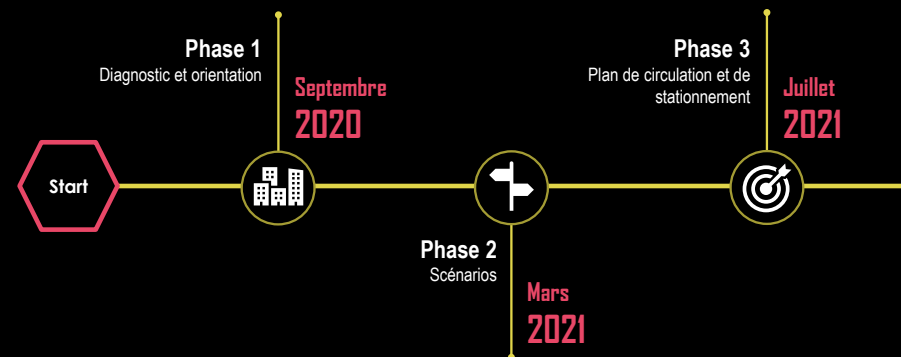 Start
Phase 1
Diagnostic et orientation
Septembre
2020
Phase 2
Scénarios
Mars
2021
Phase 3
Plan de circulation et de
stationnement
Juillet
2021